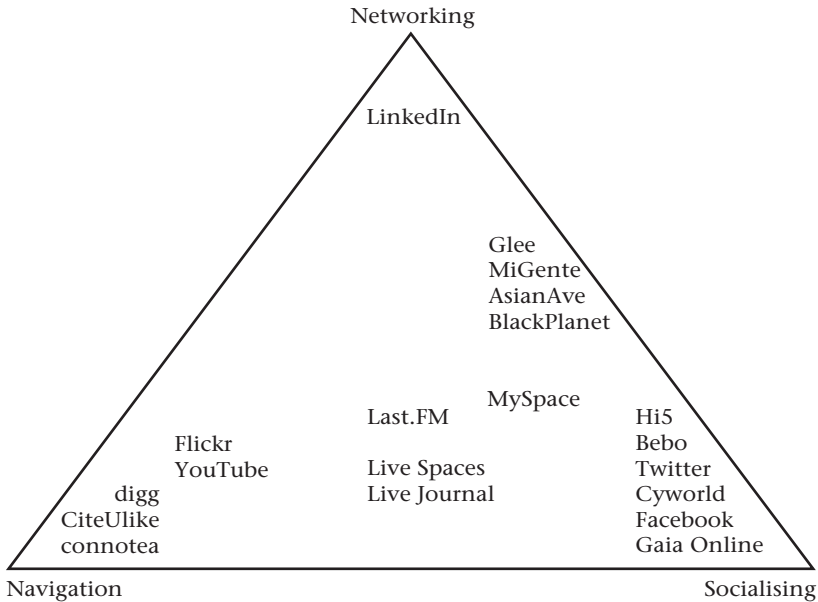 Networking
LinkedIn
Glee
MiGente
AsianAve
BlackPlanet
MySpace
Last.FM
Hi5
Flickr
Bebo
YouTube
Live Spaces
Twitter
digg
Live Journal
Cyworld
CiteUlike
Facebook
connotea
Gaia Online
Navigation
Socialising